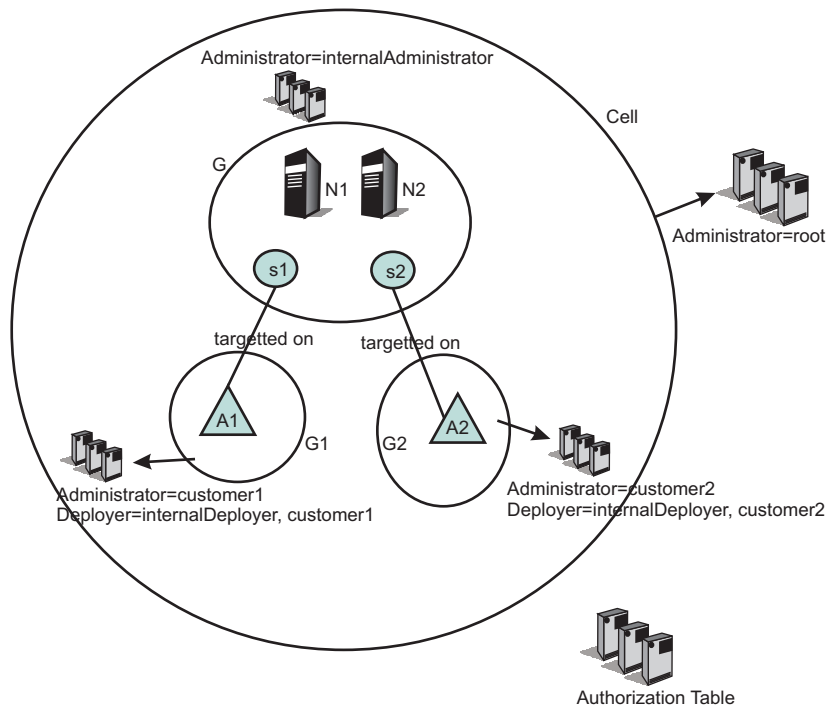 Administrator=internalAdministrator
Cell
G
N1
N2
Administrator=root
s1
s2
targetted on
targetted on
A1
A2
G1
G2
Administrator=customer1
Deployer=internalDeployer, customer1
Administrator=customer2
Deployer=internalDeployer, customer2
Authorization Table